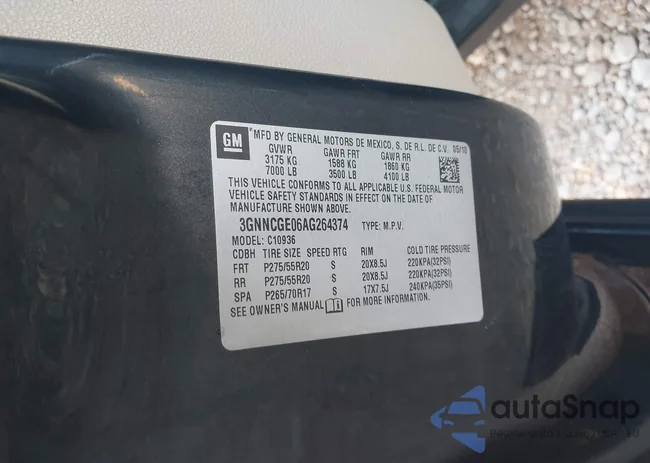 GM
MFD BY GENERAL MOTORS DE MEXICO, S. DE R.L. DE C.V. 05/10
GVWR GAWR FRT GAWR RR
3175 KG 1588 KG 1860 KG
7000 LB 3500 LB 4100 LB
THIS VEHICLE CONFORMS TO ALL APPLICABLE U.S. FEDERAL MOTOR
VEHICLE SAFETY STANDARDS IN EFFECT ON THE DATE OF
MANUFACTURE SHOWN ABOVE.
3GNNCGE06AG264374 TYPE: M.P.V.
MODEL: C10936
CDBH TIRE SIZE SPEED RTG RIM COLD TIRE PRESSURE
FRT P275/55R20 S 20X8.5J 220KPA(32PSI)
RR P275/55R20 S 20X8.5J 220KPA(32PSI)
SPA P265/70R17 S 17X7.5J 240KPA(35PSI)
SEE OWNER'S MANUAL FOR MORE INFORMATION.
autaSnap